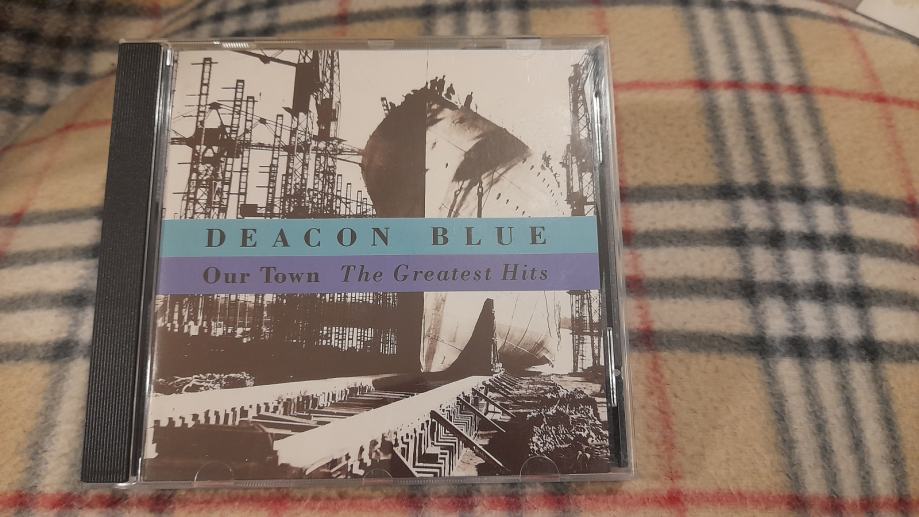 DEACON BLUE
Our Town The Greatest Hits